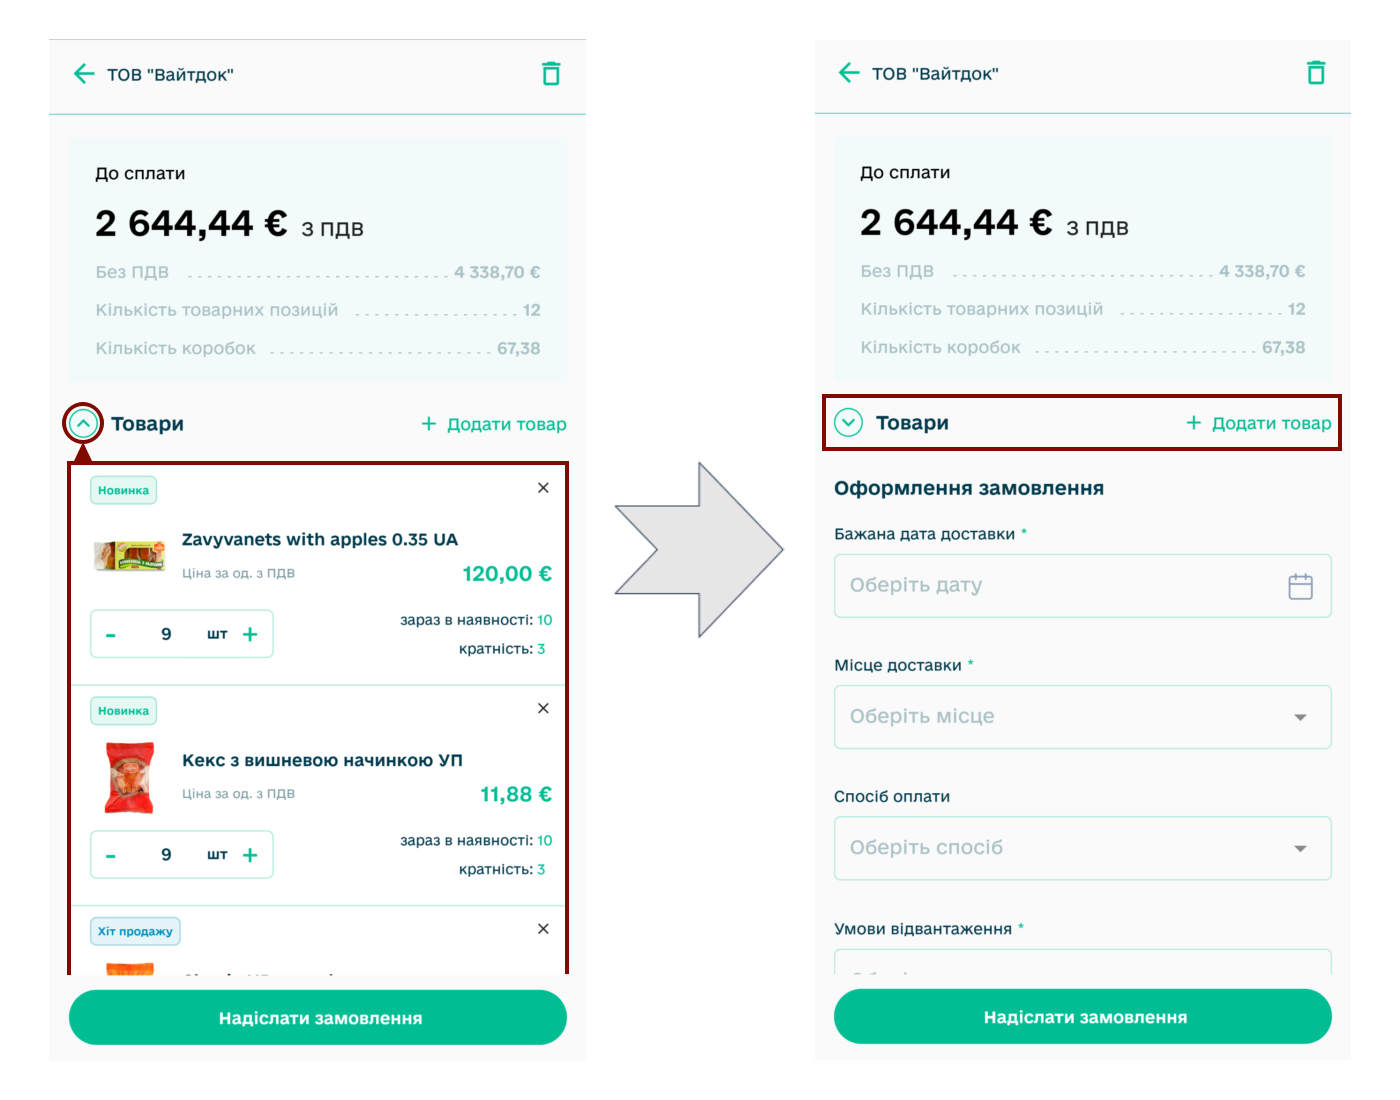 ТОВ "Вайтдок"
До сплати
2 644,44 € з ПДВ
Без ПДВ 4 338,70 €
Кількість товарних позицій 12
Кількість коробок 67,38
Товари + Додати товар
Новинка
Zavyvanets with apples 0.35 UA
Ціна за од. з ПДВ 120,00 €
зараз в наявності: 10
- 9 шт +
кратність: 3
Новинка
Кекс з вишневою начинкою УП
Ціна за од. з ПДВ 11,88 €
зараз в наявності: 10
- 9 шт +
кратність: 3
Хіт продажу
Надіслати замовлення
ТОВ "Вайтдок"
До сплати
2 644,44 € з ПДВ
Без ПДВ 4 338,70 €
Кількість товарних позицій 12
Кількість коробок 67,38
Товари + Додати товар
Оформлення замовлення
Бажана дата доставки *
Оберіть дату
Місце доставки *
Оберіть місце
Спосіб оплати
Оберіть спосіб
Умови відвантаження *
Надіслати замовлення